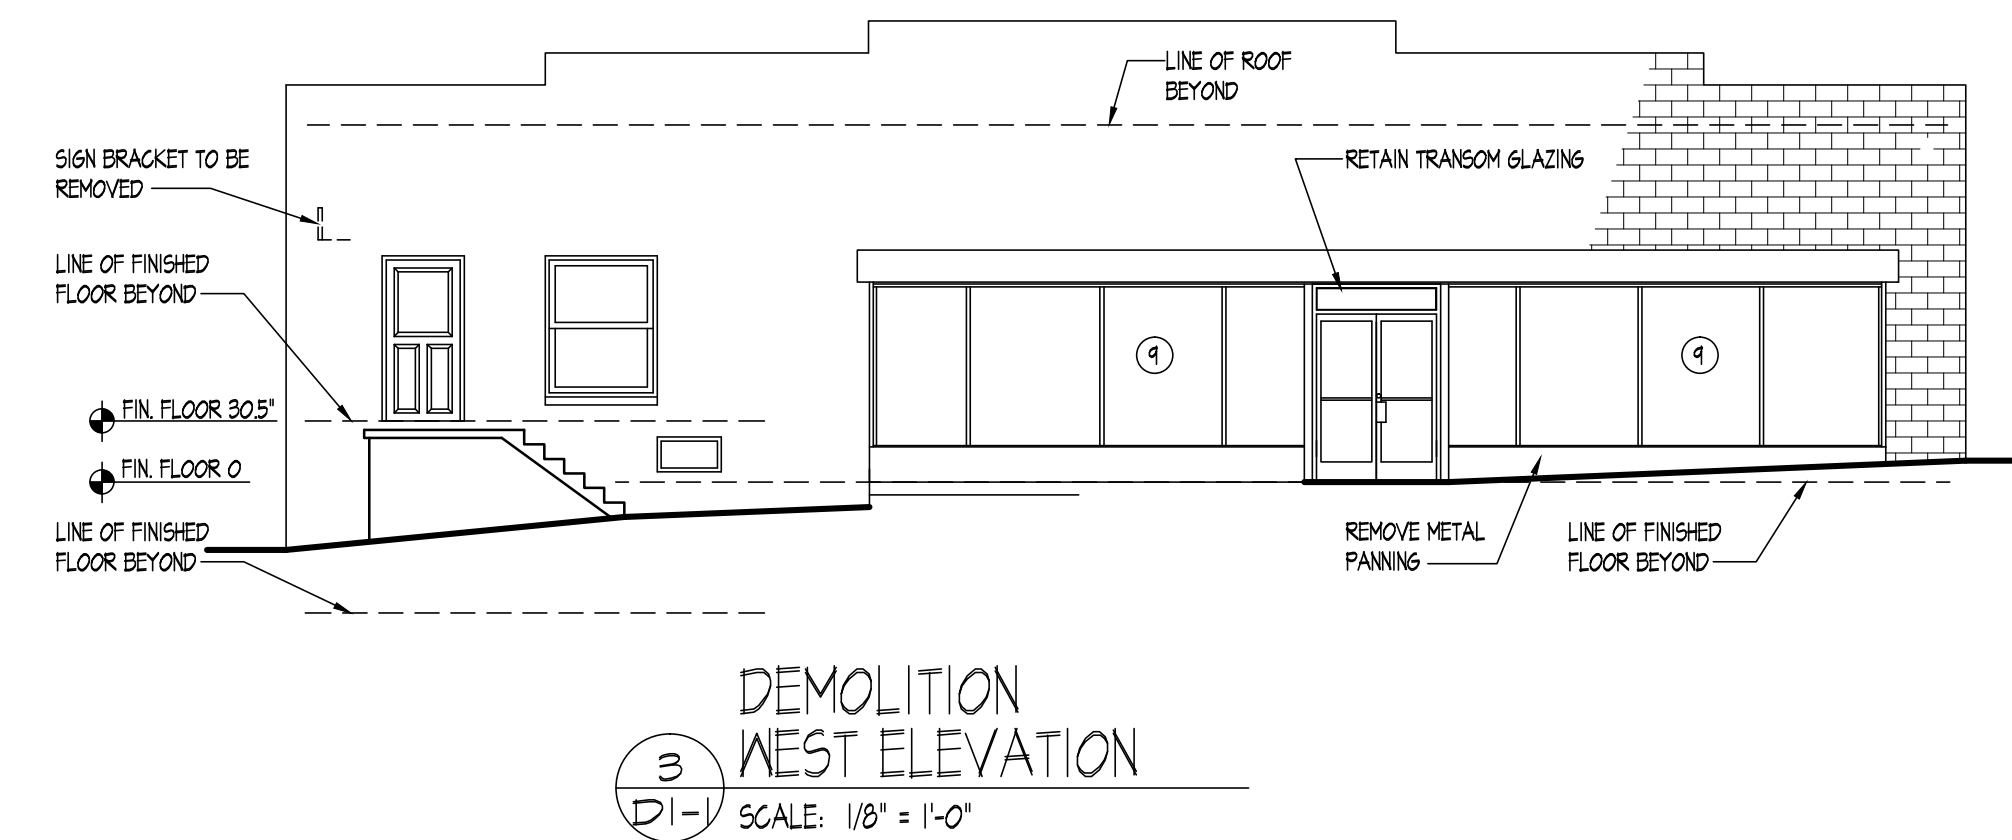 LINE OF ROOF
BEYOND
SIGN BRACKET TO BE
REMOVED
RETAIN TRANSOM GLAZING
LINE OF FINISHED
FLOOR BEYOND
9
9
FIN. FLOOR 30.5"
FIN. FLOOR 0
LINE OF FINISHED
FLOOR BEYOND
REMOVE METAL
PANNING
LINE OF FINISHED
FLOOR BEYOND
DEMOLITION
WEST ELEVATION
3
D1-1
SCALE: 1/8" = 1'-0"